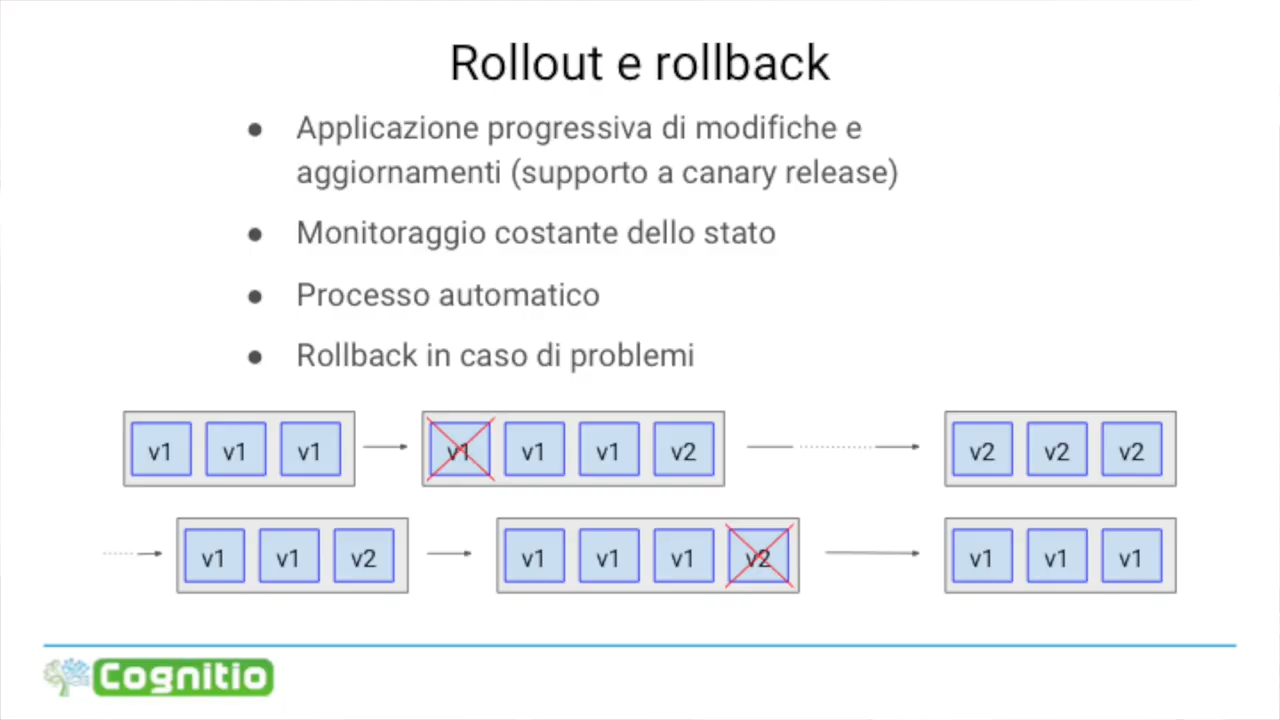 Rollout e rollback
● Applicazione progressiva di modifiche e
aggiornamenti (supporto a canary release)
● Monitoraggio costante dello stato
● Processo automatico
● Rollback in caso di problemi
v1 v1 v1 v1 v1 v1 v2 v2 v2 v2
v1 v1 v2 v1 v1 v1 v2 v1 v1 v1
Cognitio